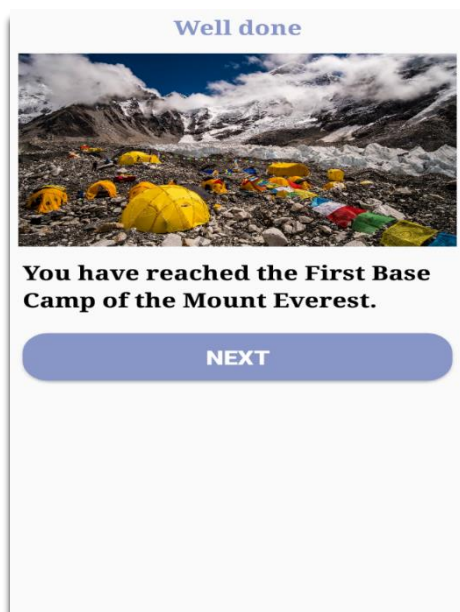 Well done
You have reached the First Base
Camp of the Mount Everest.
NEXT